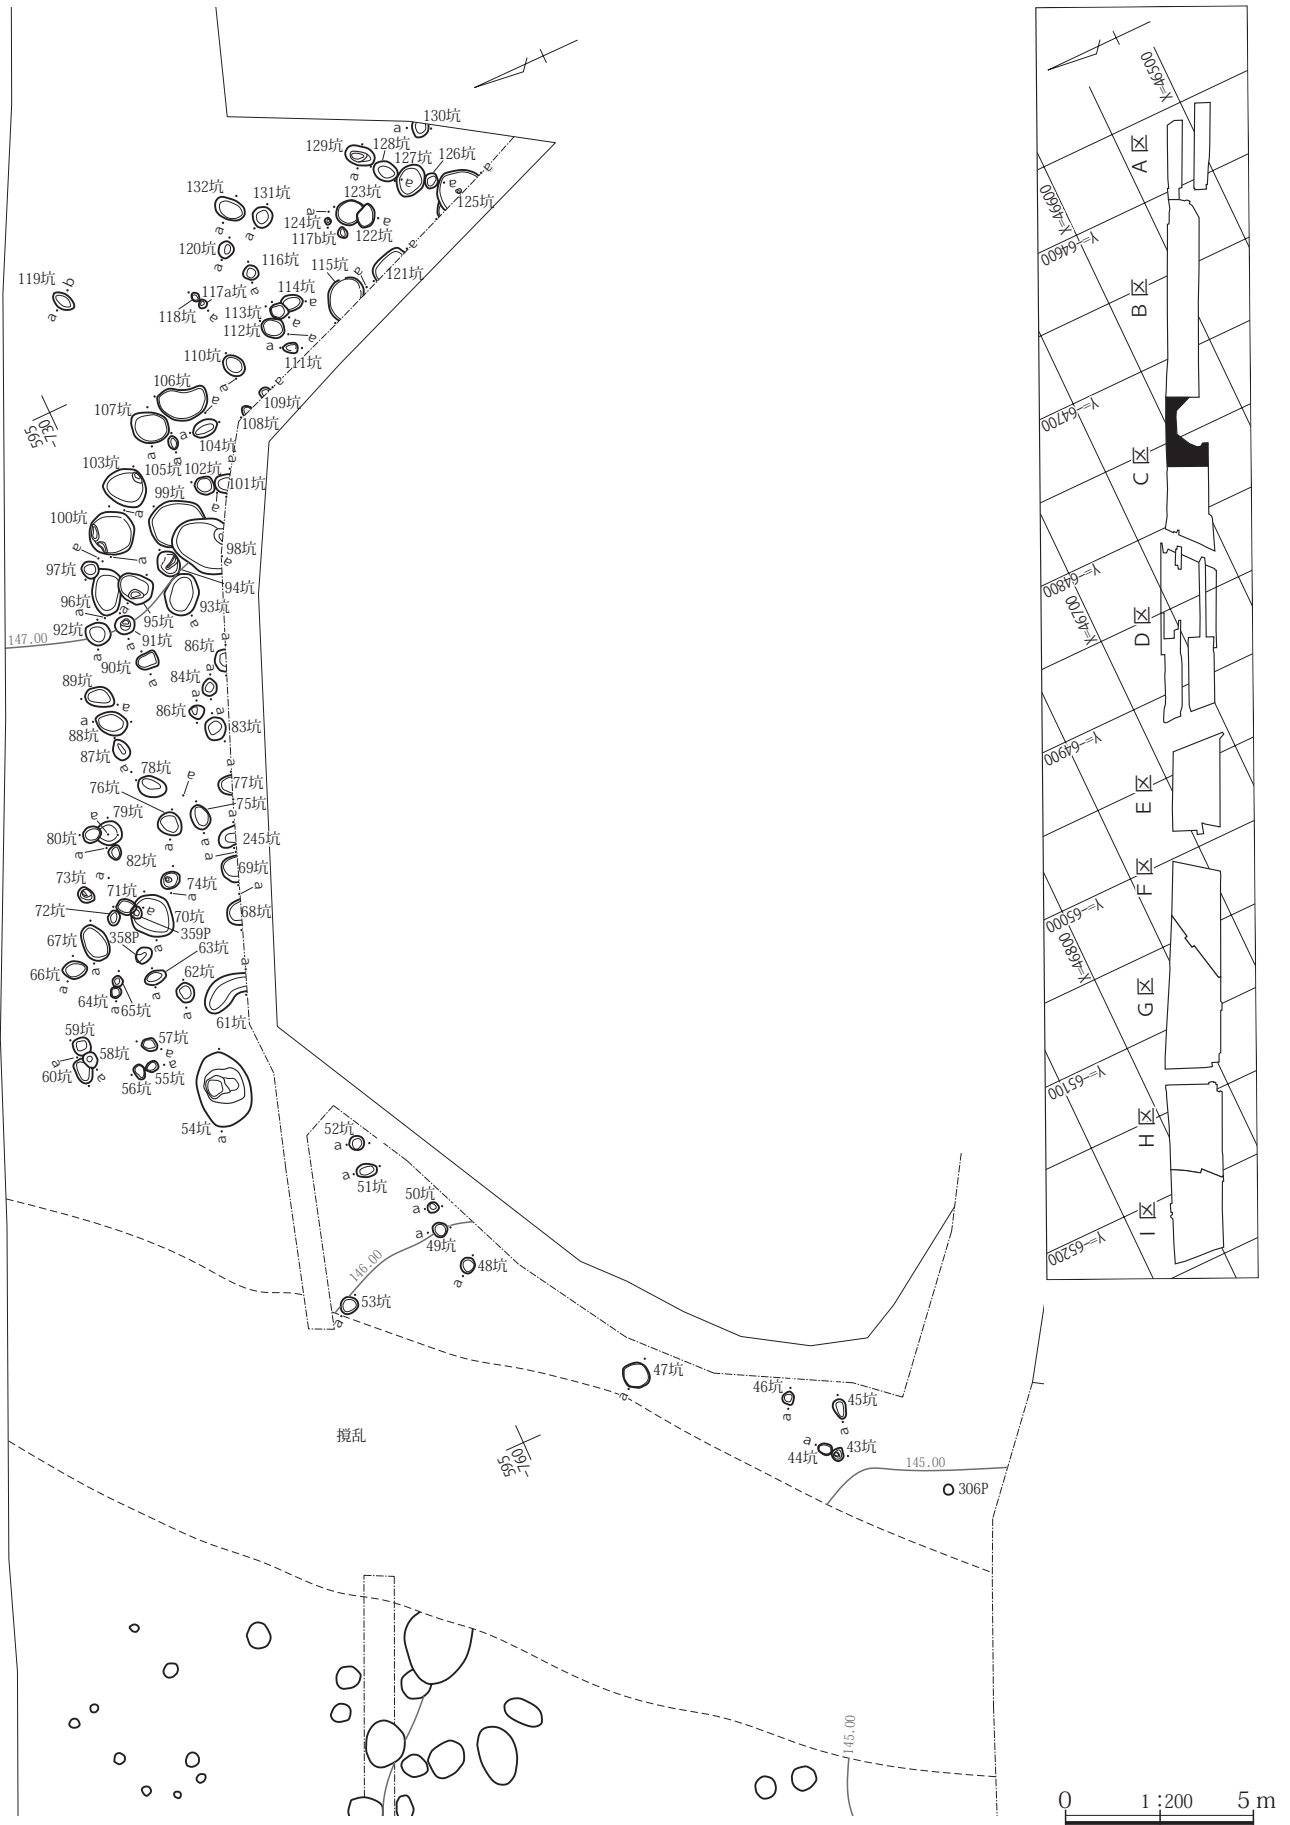 130坑
a
129坑
128坑
127坑
126坑
a
a
a
a
125坑
132坑
131坑
123坑
a
124坑
a
122坑
117b坑
a
a
120坑
a
116坑
115坑
a
121坑
a
119坑
b
a
117a坑
114坑
a
118坑
a
113坑
a
112坑
a
a
111坑
110坑
a
106坑
a
109坑
107坑
a
108坑
104坑
a
a
-730
595
103坑
105坑
102坑
a
101坑
99坑
a
100坑
a
98坑
a
97坑
a
94坑
96坑
93坑
a
95坑
a
92坑
a
91坑
a
147.00
90坑
a
86坑
a
89坑
84坑
a
a
88坑
86坑
a
83坑
87坑
a
78坑
a
77坑
76坑
75坑
79坑
a
80坑
a
82坑
a
245坑
a
69坑
73坑
a
74坑
a
a
71坑
72坑
a
70坑
68坑
67坑
358P
359P
63坑
66坑
a
a
62坑
a
64坑
a
65坑
a
61坑
59坑
57坑
58坑
a
a
60坑
a
56坑
55坑
54坑
a
52坑
a
a
51坑
50坑
a
a
49坑
146.00
48坑
a
53坑
a
47坑
a
46坑
a
45坑
a
a
44坑
43坑
145.00
306P
撹乱
-760
595
145.00
X=46500
A区
X=46600
Y=-64600
B区
Y=-64700
C区
Y=-64800
X=46700
D区
Y=-64900
E区
F区
Y=-65000
X=46800
G区
Y=-65100
H区
I区
Y=-65200
0
1:200
5m